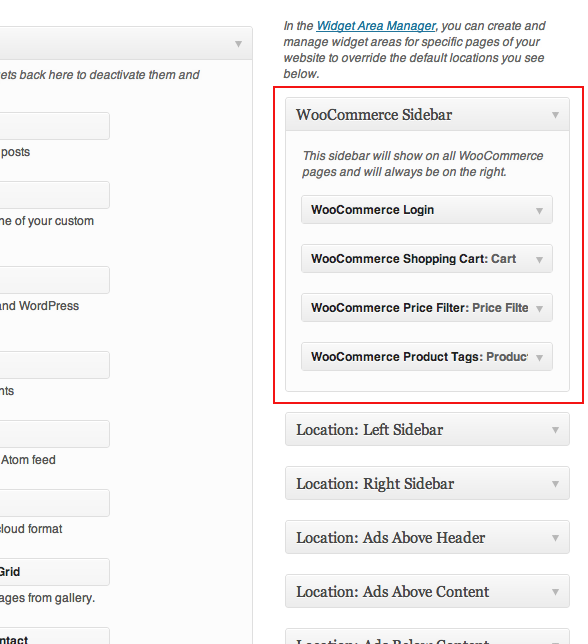 ets back here to deactivate them and
posts
ne of your custom
and WordPress
nts
Atom feed
cloud format
Grid
ages from gallery.
ntact
In the Widget Area Manager, you can create and
manage widget areas for specific pages of your
website to override the default locations you see
below.
WooCommerce Sidebar
This sidebar will show on all WooCommerce
pages and will always be on the right.
WooCommerce Login
WooCommerce Shopping Cart: Cart
WooCommerce Price Filter: Price Filte
WooCommerce Product Tags: Produc
Location: Left Sidebar
Location: Right Sidebar
Location: Ads Above Header
Location: Ads Above Content
Location: Ads Below Content